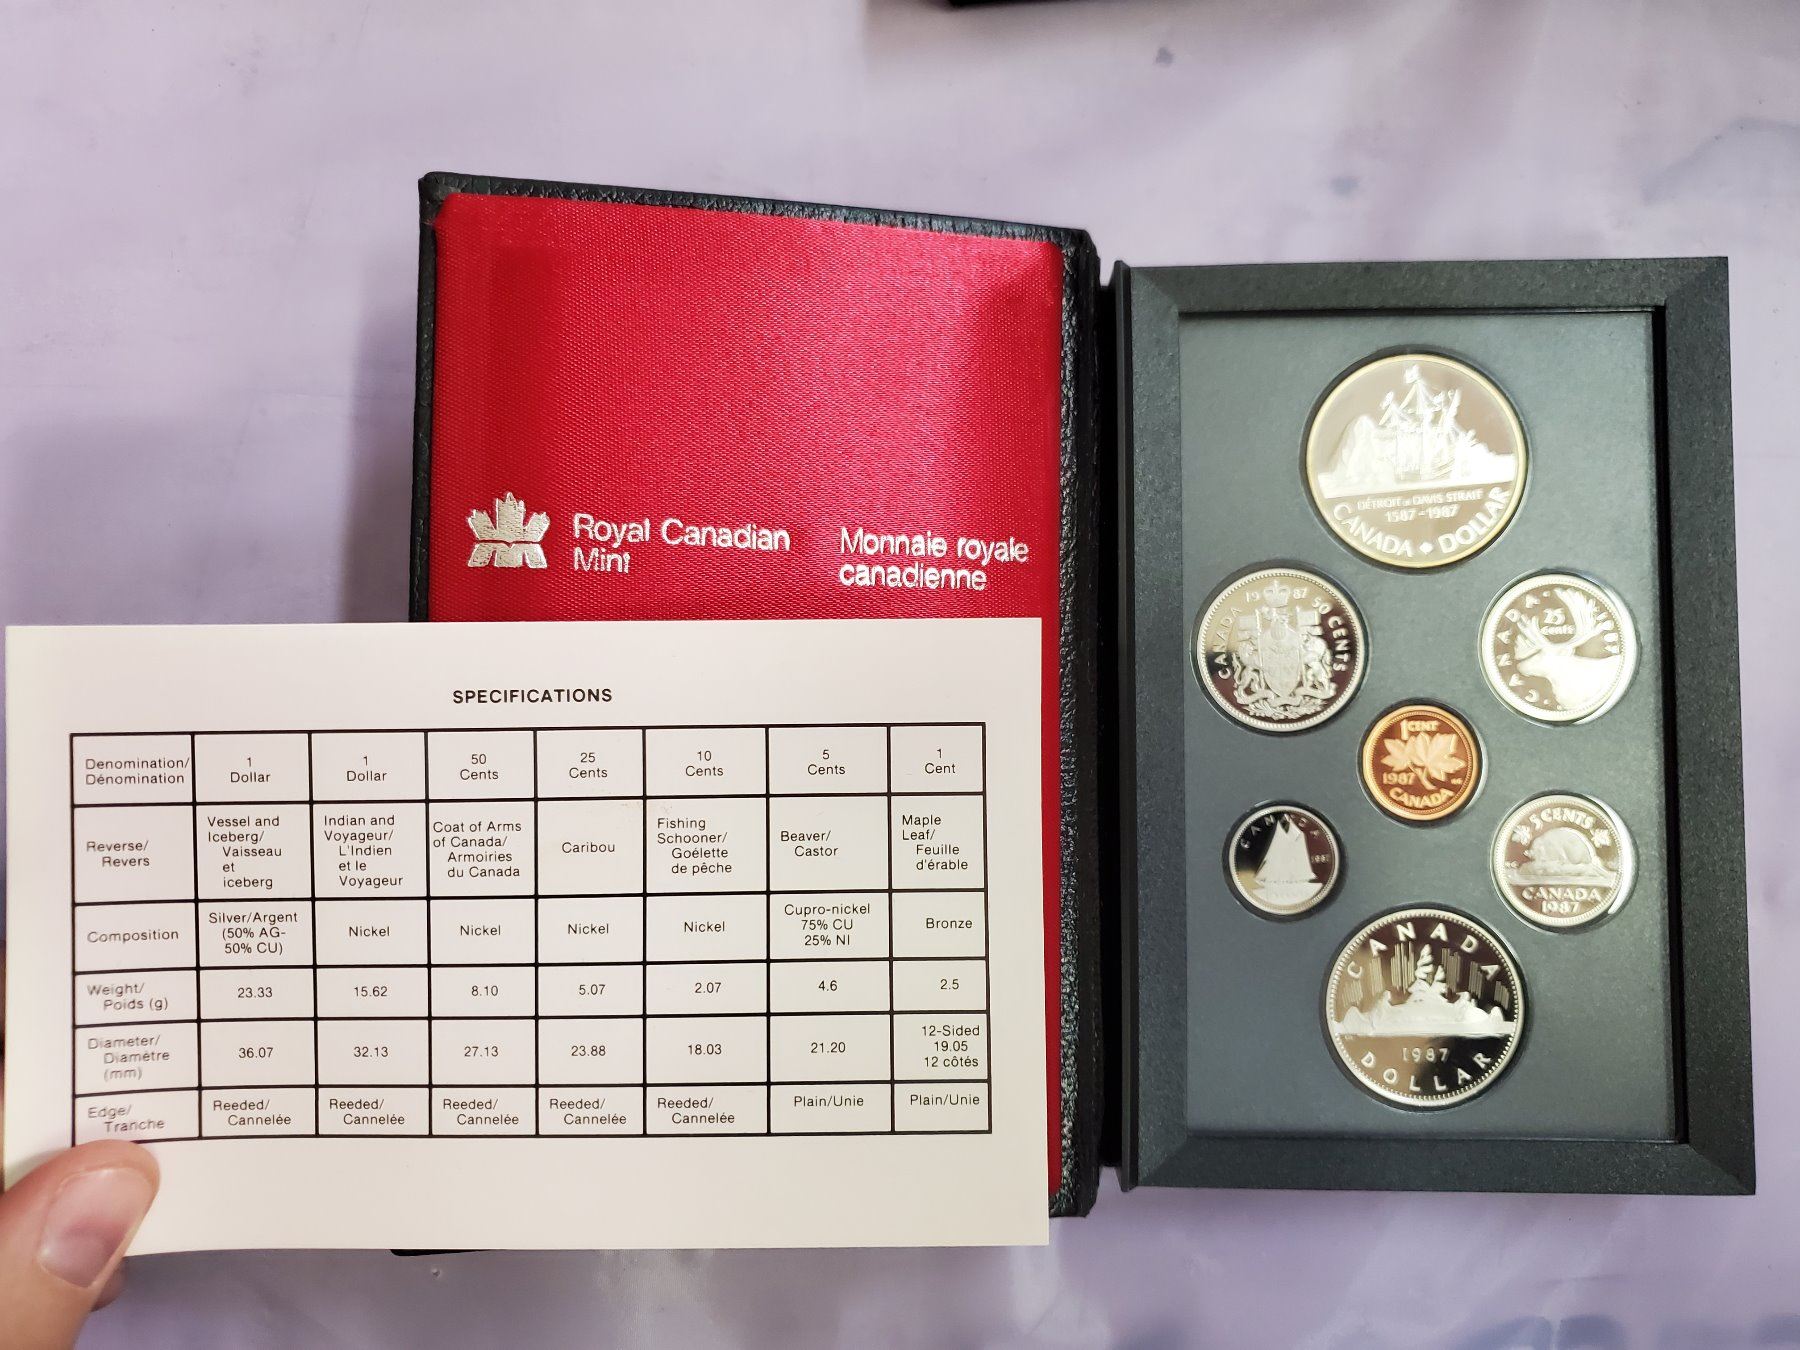 Royal Canadian
Mint
Monnaie royale
canadienne
SPECIFICATIONS
Denomination/
Dénomination
1
Dollar
1
Dollar
50
Cents
25
Cents
10
Cents
5
Cents
1
Cent
Reverse/
Revers
Vessel and
Iceberg/
Vaisseau
et
iceberg
Indian and
Voyageur/
L'Indien
et le
Voyageur
Coat of Arms
of Canada/
Armoiries
du Canada
Caribou
Fishing
Schooner/
Goélette
de pêche
Beaver/
Castor
Maple
Leaf/
Feuille
d'érable
Composition
Silver/Argent
(50% AG-
50% CU)
Nickel
Nickel
Nickel
Nickel
Cupro-nickel
75% CU
25% NI
Bronze
Weight/
Poids (g)
23.33
15.62
8.10
5.07
2.07
4.6
2.5
Diameter/
Diamètre
(mm)
36.07
32.13
27.13
23.88
18.03
21.20
12-Sided
19.05
12 côtés
Edge/
Tranche
Reeded/
Cannelée
Reeded/
Cannelée
Reeded/
Cannelée
Reeded/
Cannelée
Reeded/
Cannelée
Plain/Unie
Plain/Unie
DÉTROIT DAVIS STRAIT
1587-1987
CANADA ◆ DOLLAR
CANADA 1987 50 CENTS
CANADA 1987
25
cents
1 CENT
1987
CANADA
CANADA
1987
5 CENTS
CANADA
1987
CANADA
1987
DOLLAR